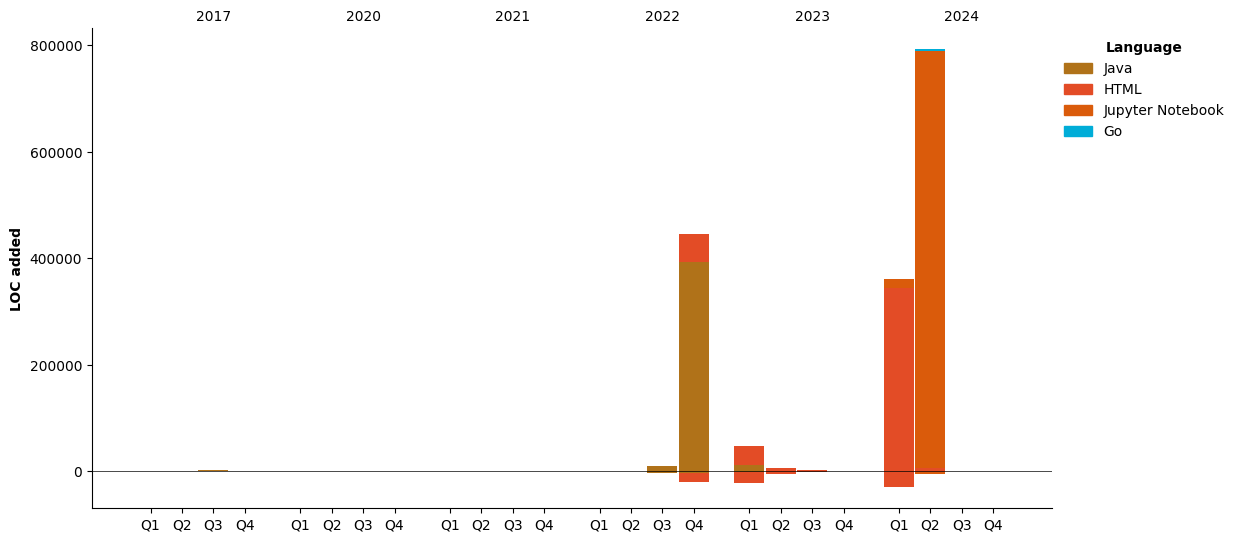 2017 2020 2021 2022 2023 2024
Language
Java
HTML
Jupyter Notebook
Go
LOC added
800000
600000
400000
200000
0
Q1 Q2 Q3 Q4 Q1 Q2 Q3 Q4 Q1 Q2 Q3 Q4 Q1 Q2 Q3 Q4 Q1 Q2 Q3 Q4 Q1 Q2 Q3 Q4